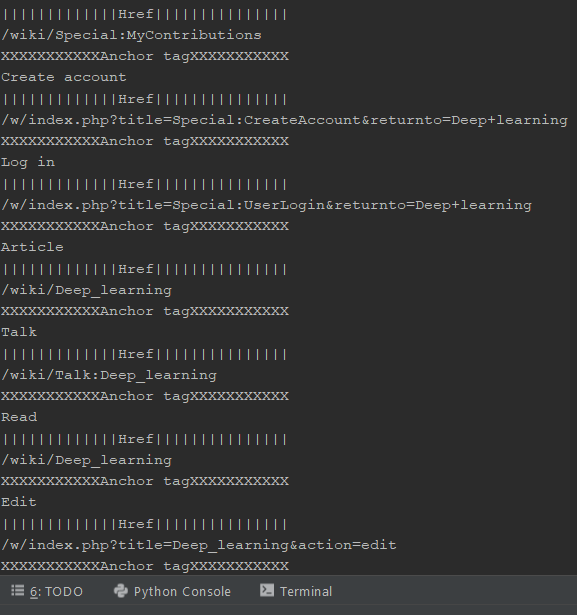 |||||||||||||Href|||||||||||||||
/wiki/Special:MyContributions
XXXXXXXXXXXAnchor tagXXXXXXXXXXX
Create account
|||||||||||||Href|||||||||||||||
/w/index.php?title=Special:CreateAccount&returnto=Deep+learning
XXXXXXXXXXXAnchor tagXXXXXXXXXXX
Log in
|||||||||||||Href|||||||||||||||
/w/index.php?title=Special:UserLogin&returnto=Deep+learning
XXXXXXXXXXXAnchor tagXXXXXXXXXXX
Article
|||||||||||||Href|||||||||||||||
/wiki/Deep_learning
XXXXXXXXXXXAnchor tagXXXXXXXXXXX
Talk
|||||||||||||Href|||||||||||||||
/wiki/Talk:Deep_learning
XXXXXXXXXXXAnchor tagXXXXXXXXXXX
Read
|||||||||||||Href|||||||||||||||
/wiki/Deep_learning
XXXXXXXXXXXAnchor tagXXXXXXXXXXX
Edit
|||||||||||||Href|||||||||||||||
/w/index.php?title=Deep_learning&action=edit
XXXXXXXXXXXAnchor tagXXXXXXXXXXX
6: TODO Python Console Terminal